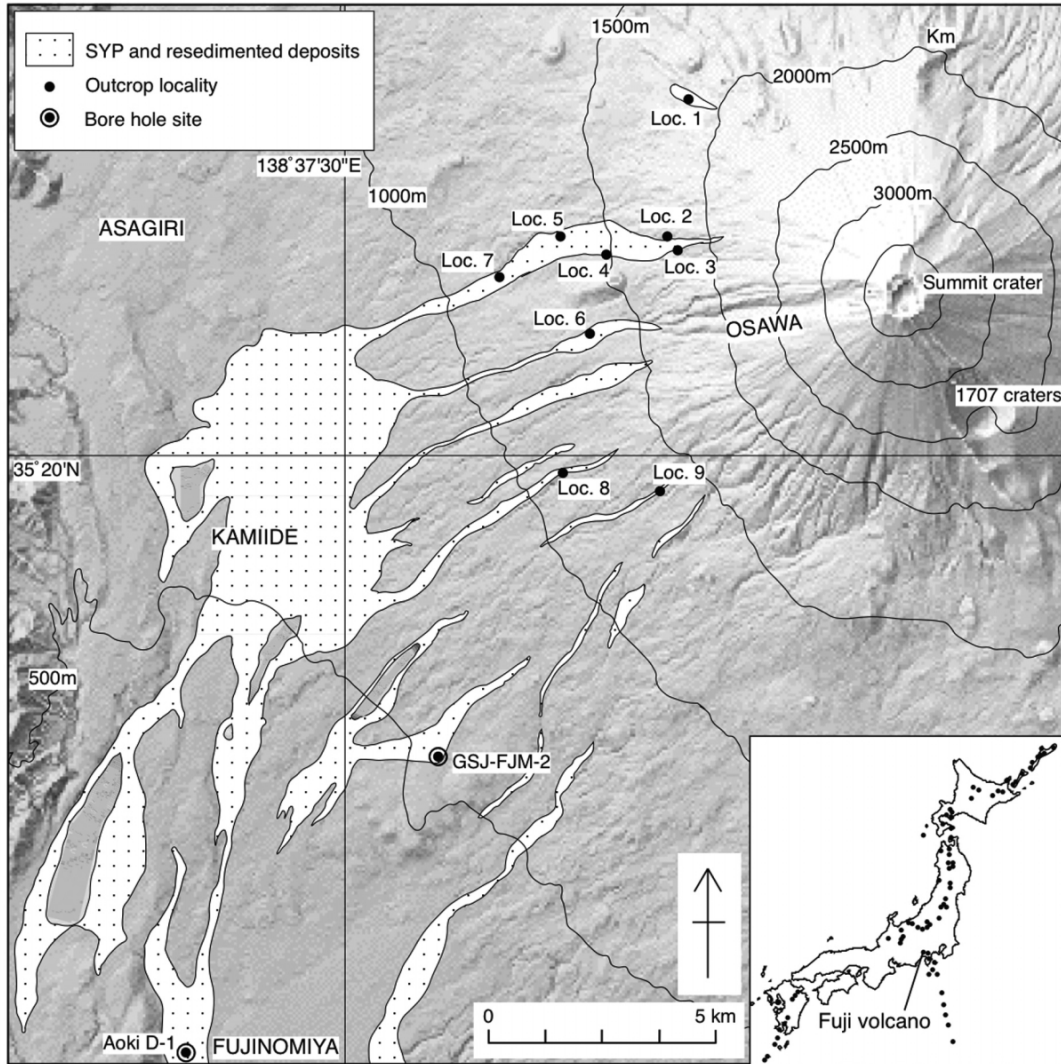 SYP and resedimented deposits
Outcrop locality
Bore hole site
1500m
Km
2000m
Loc. 1
138°37'30"E
1000m
2500m
3000m
ASAGIRI
Loc. 5
Loc. 2
Loc. 7
Loc. 4
Loc. 3
Summit crater
Loc. 6
OSAWA
1707 craters
35°20'N
Loc. 8
Loc. 9
KAMIIDE
500m
GSJ-FJM-2
0 5 km
Fuji volcano
Aoki D-1
FUJINOMIYA